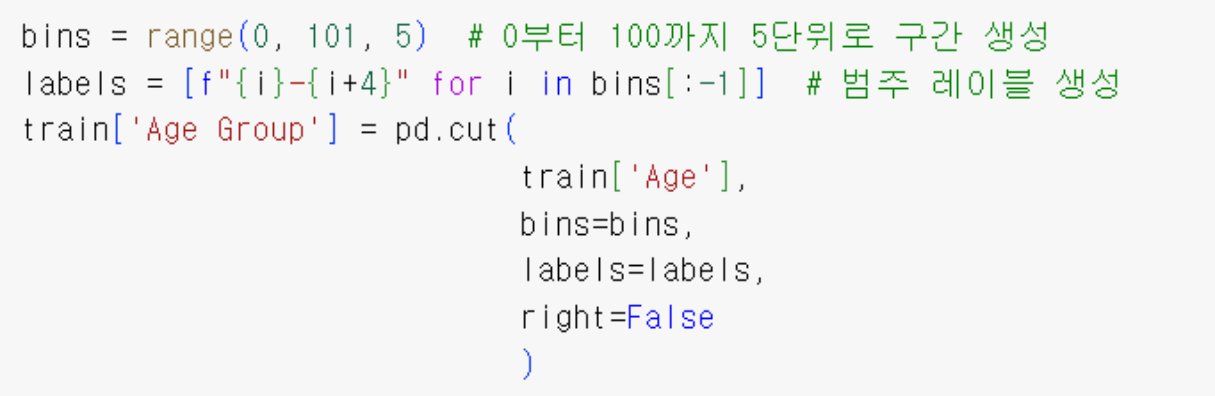 bins = range(0, 101, 5)  # 0부터 100까지 5단위로 구간 생성
labels = [f"{i}-{i+4}" for i in bins[:-1]]  # 범주 레이블 생성
train['Age Group'] = pd.cut(
train['Age'],
bins=bins,
labels=labels,
right=False
)